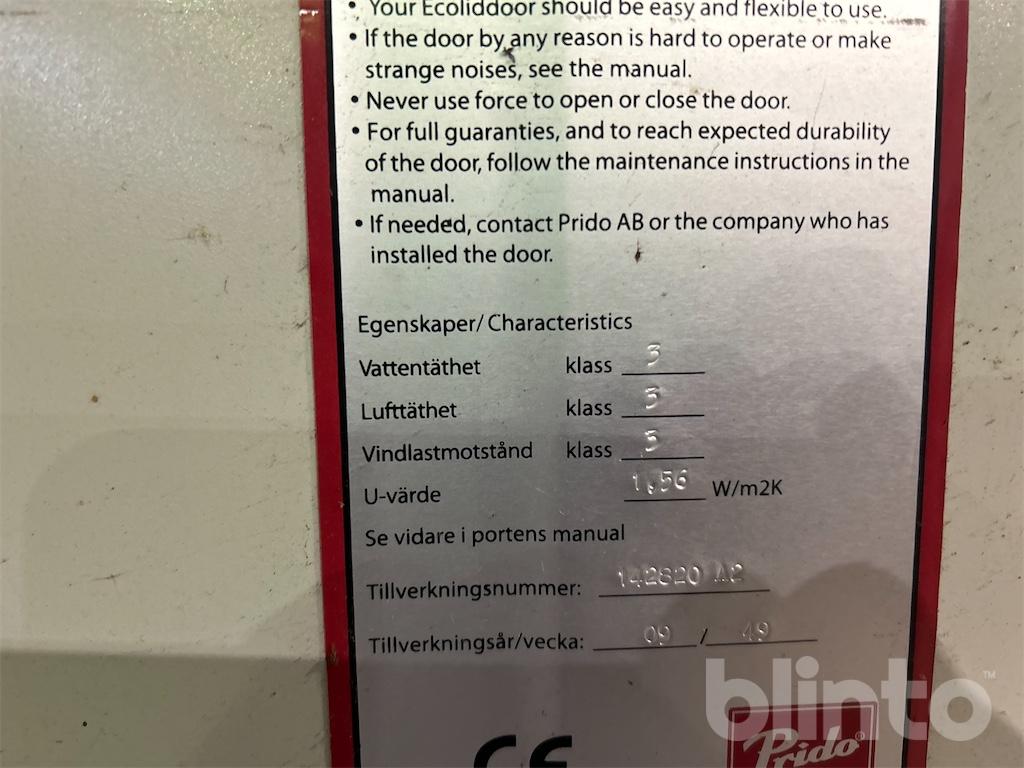 • Your Ecoliddoor should be easy and flexible to use.
• If the door by any reason is hard to operate or make
strange noises, see the manual.
• Never use force to open or close the door.
• For full guaranties, and to reach expected durability
of the door, follow the maintenance instructions in the
manual.
• If needed, contact Prido AB or the company who has
installed the door.
Egenskaper/ Characteristics
Vattentäthet klass 3
Lufttäthet klass 3
Vindlastmotstånd klass 3
U-värde 1.56 W/m2K
Se vidare i portens manual
Tillverkningsnummer: 142820 A2
Tillverkningsår/vecka: 09 / 49
CE
Prido®
blinto™